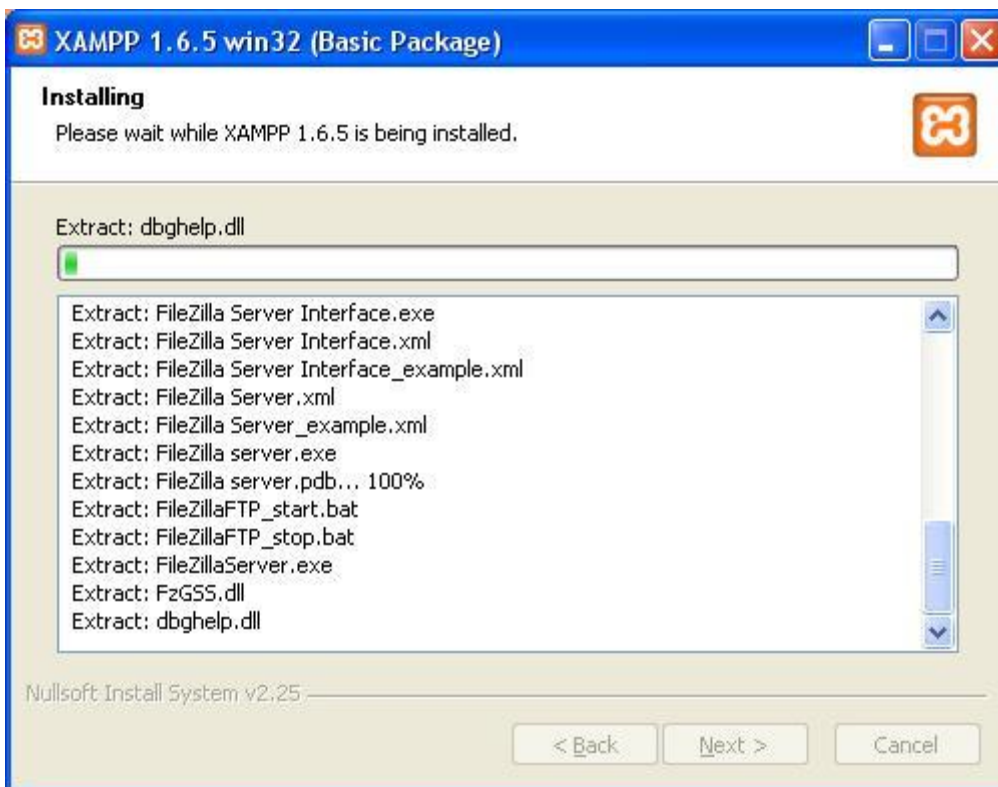 XAMPP 1.6.5 win32 (Basic Package)
Installing
Please wait while XAMPP 1.6.5 is being installed.
Extract: dbghelp.dll
Extract: FileZilla Server Interface.exe
Extract: FileZilla Server Interface.xml
Extract: FileZilla Server Interface_example.xml
Extract: FileZilla Server.xml
Extract: FileZilla Server_example.xml
Extract: FileZilla server.exe
Extract: FileZilla server.pdb... 100%
Extract: FileZillaFTP_start.bat
Extract: FileZillaFTP_stop.bat
Extract: FileZillaServer.exe
Extract: FzGSS.dll
Extract: dbghelp.dll
Nullsoft Install System v2.25
< Back Next > Cancel